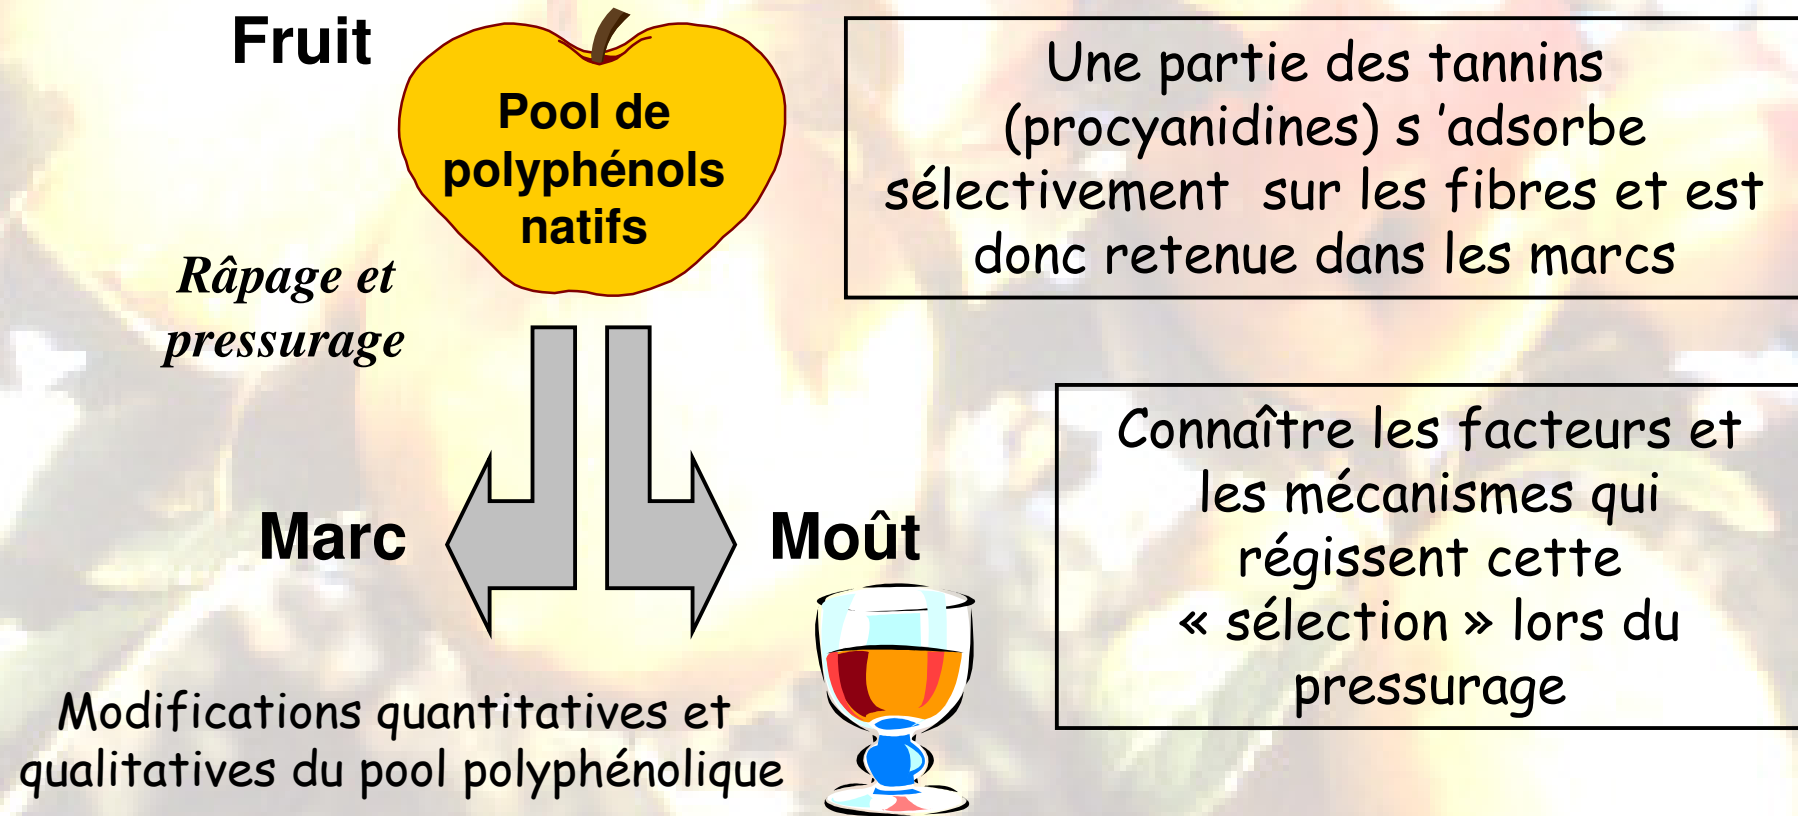 Fruit
Pool de
polyphénols
natifs
Râpage et
pressurage
Marc
Moût
Modifications quantitatives et
qualitatives du pool polyphénolique
Une partie des tannins
(procyanidines) s ’adsorbe
sélectivement sur les fibres et est
donc retenue dans les marcs
Connaître les facteurs et
les mécanismes qui
régissent cette
« sélection » lors du
pressurage